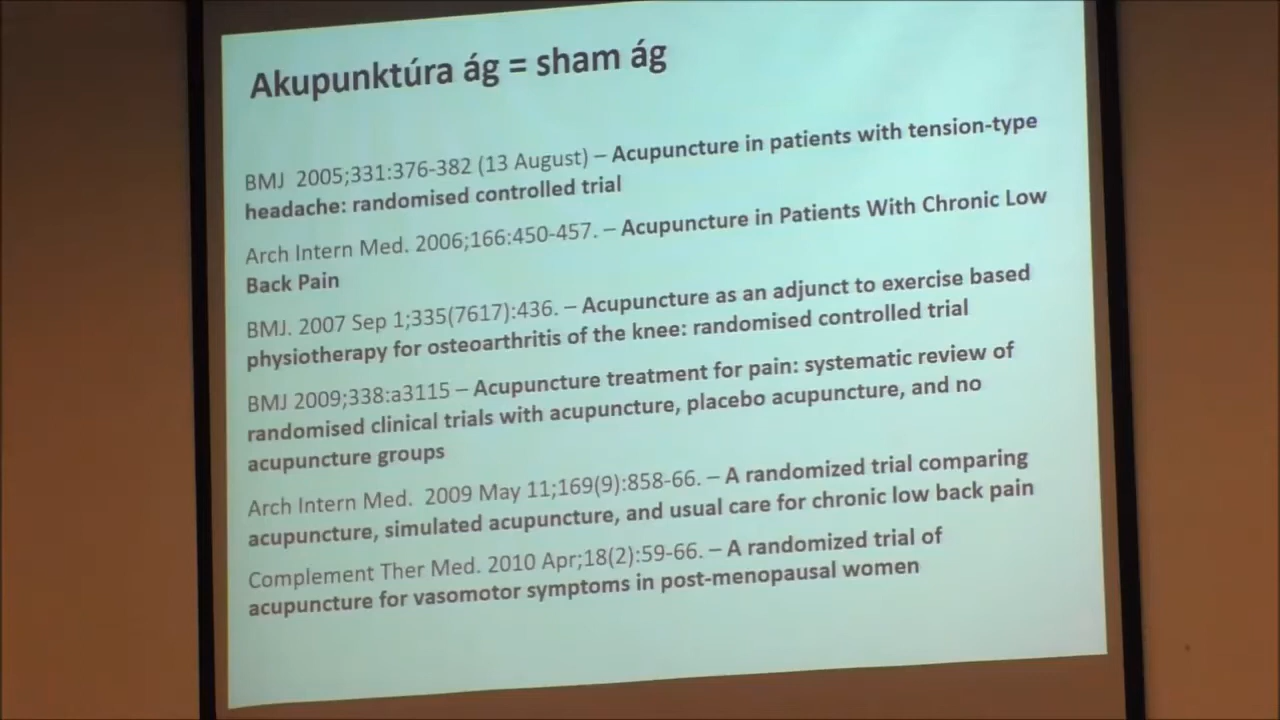 Akupunktúra ág = sham ág
BMJ 2005;331:376-382 (13 August) – Acupuncture in patients with tension-type
headache: randomised controlled trial
Arch Intern Med. 2006;166:450-457. – Acupuncture in Patients With Chronic Low
Back Pain
BMJ. 2007 Sep 1;335(7617):436. – Acupuncture as an adjunct to exercise based
physiotherapy for osteoarthritis of the knee: randomised controlled trial
BMJ 2009;338:a3115 – Acupuncture treatment for pain: systematic review of
randomised clinical trials with acupuncture, placebo acupuncture, and no
acupuncture groups
Arch Intern Med. 2009 May 11;169(9):858-66. – A randomized trial comparing
acupuncture, simulated acupuncture, and usual care for chronic low back pain
Complement Ther Med. 2010 Apr;18(2):59-66. – A randomized trial of
acupuncture for vasomotor symptoms in post-menopausal women